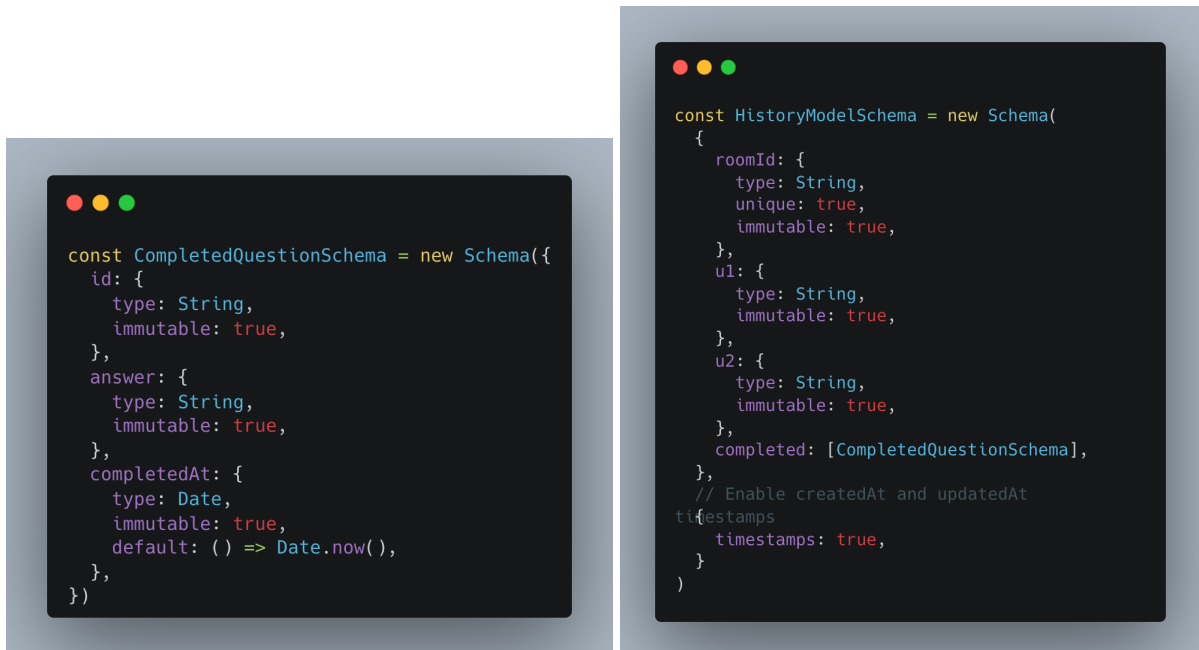 const CompletedQuestionSchema = new Schema({
  id: {
    type: String,
    immutable: true,
  },
  answer: {
    type: String,
    immutable: true,
  },
  completedAt: {
    type: Date,
    immutable: true,
    default: () => Date.now(),
  },
})
const HistoryModelSchema = new Schema(
  {
    roomId: {
      type: String,
      unique: true,
      immutable: true,
    },
    u1: {
      type: String,
      immutable: true,
    },
    u2: {
      type: String,
      immutable: true,
    },
    completed: [CompletedQuestionSchema],
  },
  // Enable createdAt and updatedAt
timestamps
  {
    timestamps: true,
  }
)